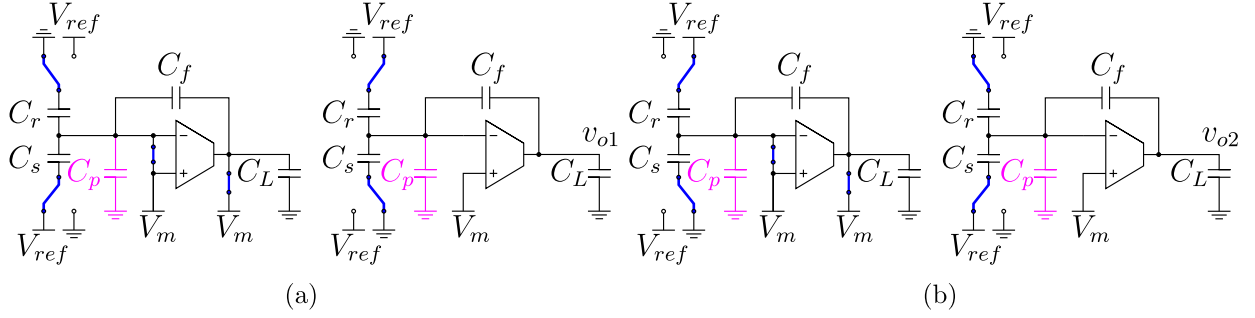 V_ref V_ref V_ref V_ref
C_f C_f C_f C_f
C_r C_r C_r C_r
− − − −
v_o1 v_o2
C_s C_p + C_L C_s C_p + C_L C_s C_p + C_L C_s C_p + C_L
V_m V_m V_m V_m V_m V_m
V_ref V_ref V_ref V_ref
(a) (b)